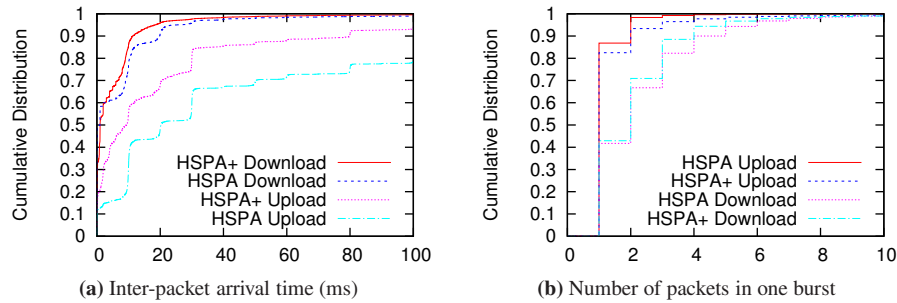 Cumulative Distribution
1
0.9
0.8
0.7
0.6
0.5
0.4
0.3
0.2
0.1
0
HSPA+ Download
HSPA Download
HSPA+ Upload
HSPA Upload
0 20 40 60 80 100
(a) Inter-packet arrival time (ms)
Cumulative Distribution
1
0.9
0.8
0.7
0.6
0.5
0.4
0.3
0.2
0.1
0
HSPA Upload
HSPA+ Upload
HSPA Download
HSPA+ Download
0 2 4 6 8 10
(b) Number of packets in one burst